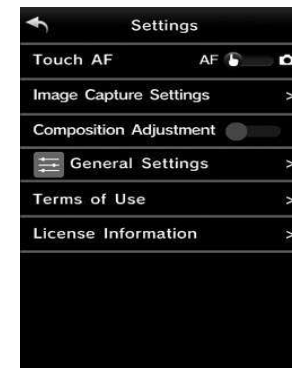 Settings
Touch AF AF
Image Capture Settings >
Composition Adjustment
General Settings >
Terms of Use >
License Information >